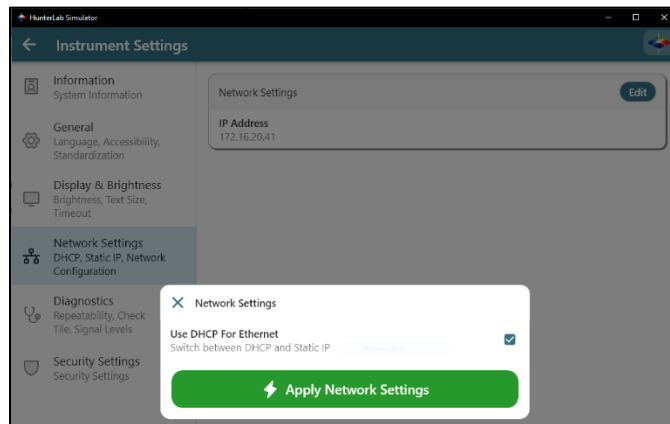 HunterLab Simulator
Instrument Settings
Information
System Information
General
Language, Accessibility,
Standardization
Display & Brightness
Brightness, Text Size,
Timeout
Network Settings
DHCP, Static IP, Network
Configuration
Diagnostics
Repeatability, Check
Tile, Signal Levels
Security Settings
Security Settings
Network Settings
Edit
IP Address
172.16.20.41
Network Settings
Use DHCP For Ethernet
Switch between DHCP and Static IP
Apply Network Settings